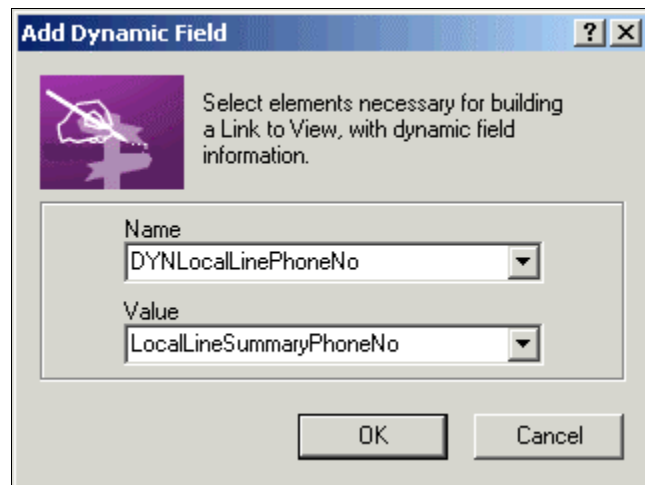 Add Dynamic Field
Select elements necessary for building
a Link to View, with dynamic field
information.
Name
DYNLocalLinePhoneNo
Value
LocalLineSummaryPhoneNo
OK
Cancel